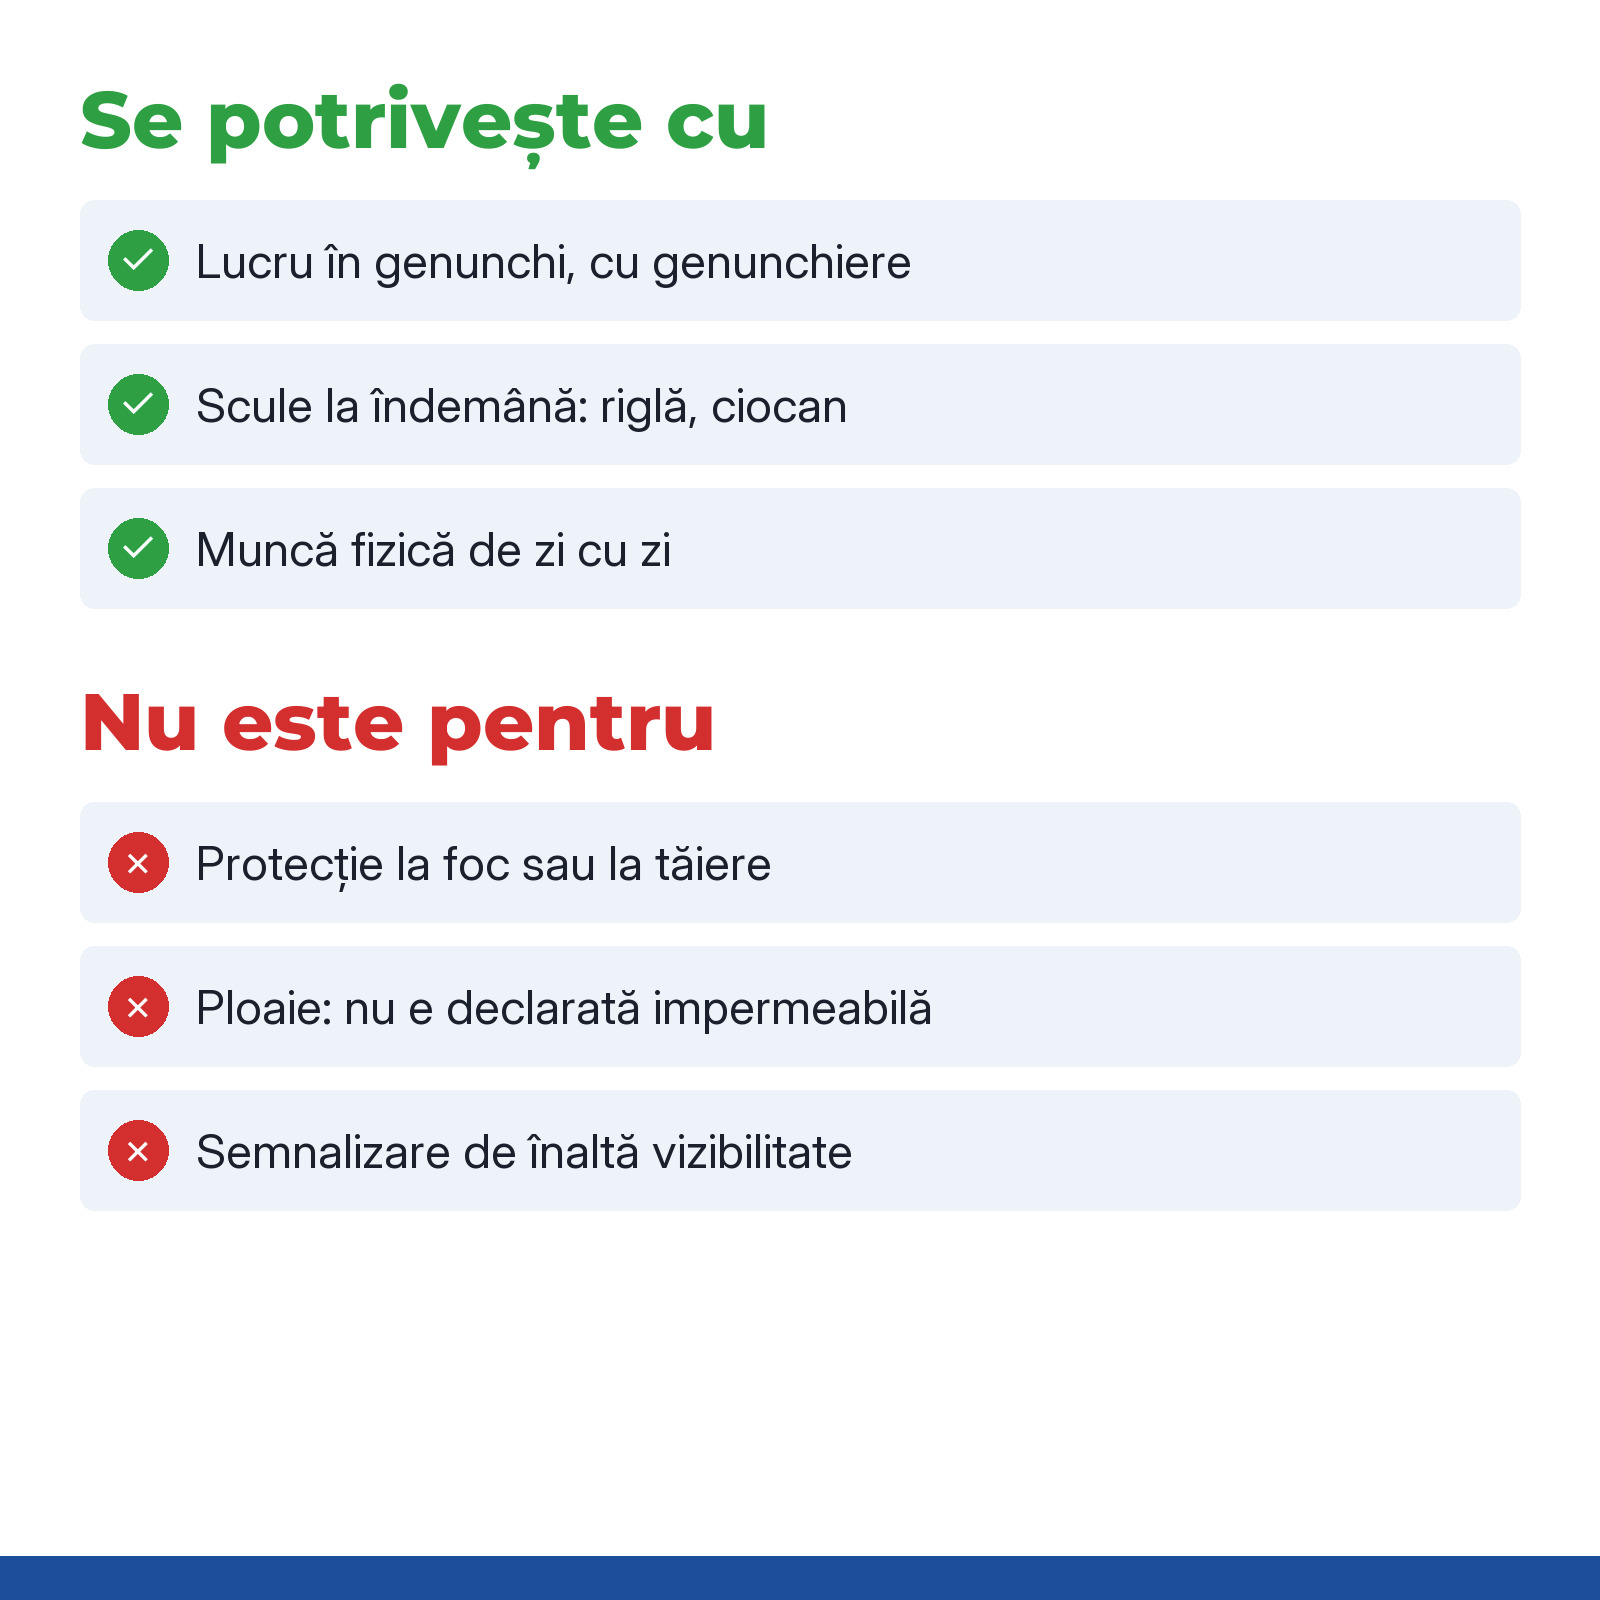 Se potrivește cu
Lucru în genunchi, cu genunchiere
Scule la îndemână: riglă, ciocan
Muncă fizică de zi cu zi
Nu este pentru
Protecție la foc sau la tăiere
Ploaie: nu e declarată impermeabilă
Semnalizare de înaltă vizibilitate